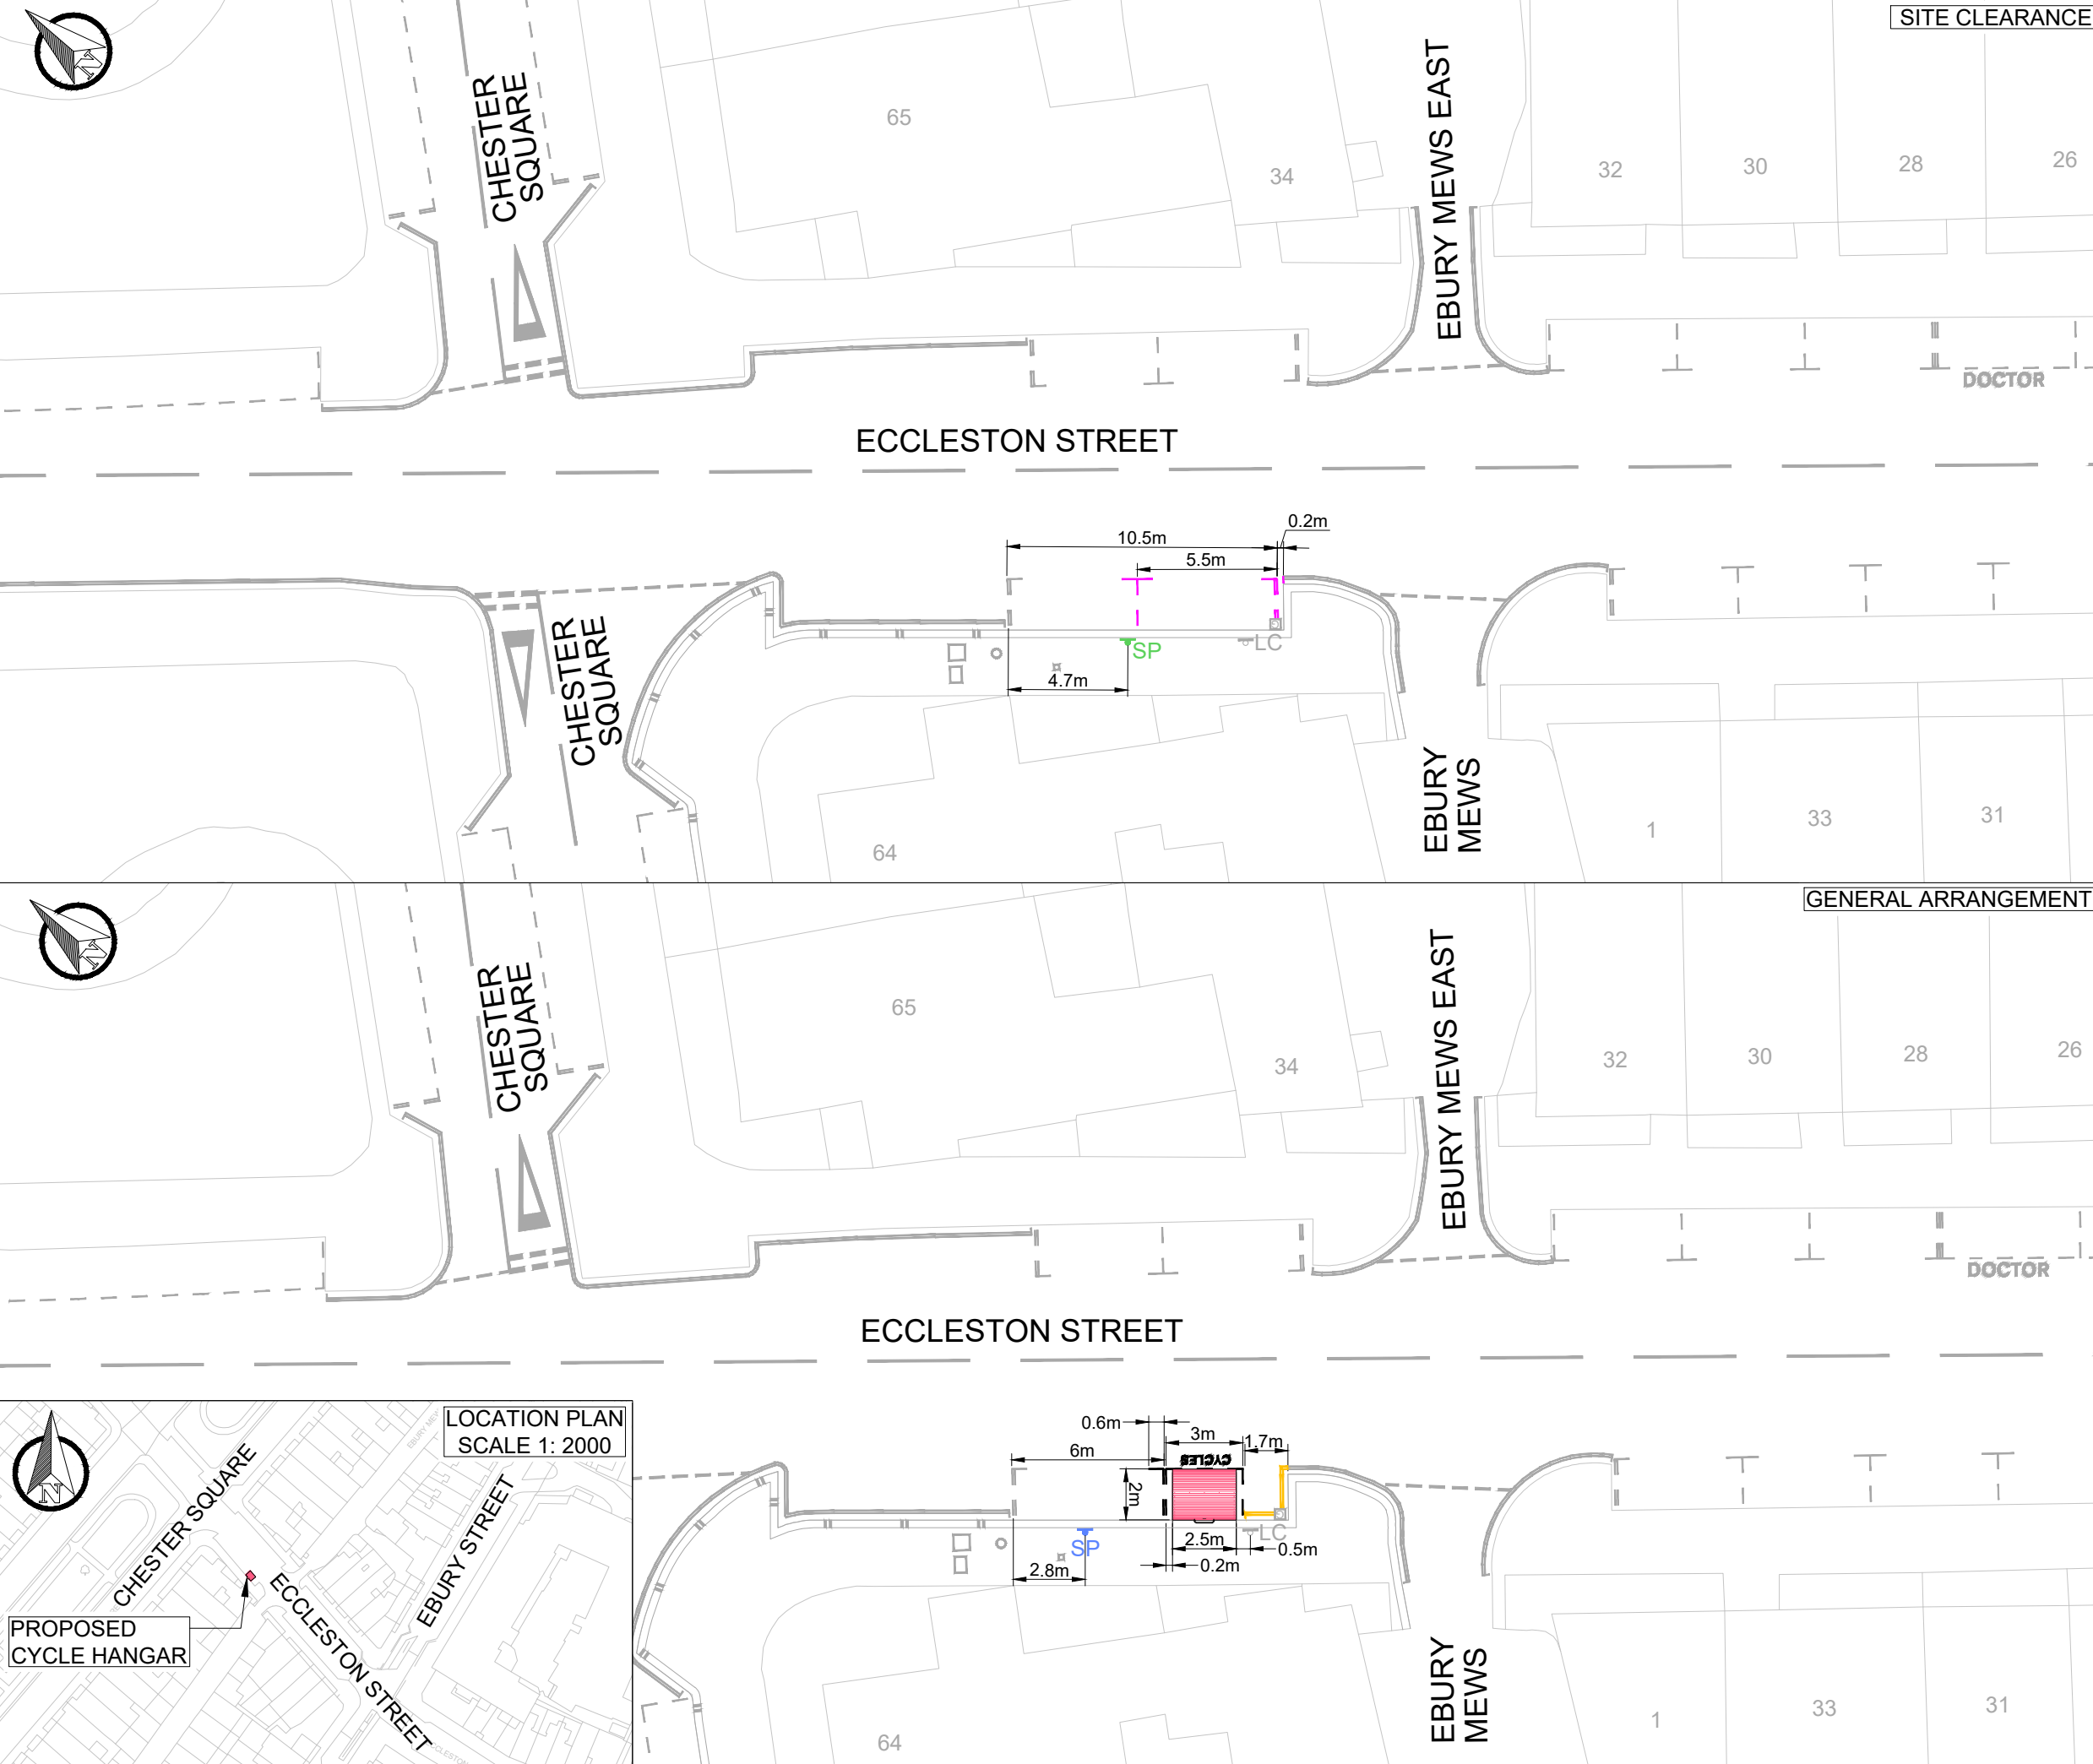 SITE CLEARANCE
N
CHESTER
SQUARE
65
34
EBURY MEWS EAST
32
30
28
26
DOCTOR
ECCLESTON STREET
0.2m
10.5m
5.5m
SP
LC
4.7m
CHESTER
SQUARE
64
EBURY
MEWS
1
33
31
GENERAL ARRANGEMENT
N
CHESTER
SQUARE
65
34
EBURY MEWS EAST
32
30
28
26
DOCTOR
ECCLESTON STREET
LOCATION PLAN
SCALE 1: 2000
N
EBURY MEW
CHESTER SQUARE
EBURY STREET
ECCLESTON STREET
ECCLESTON
PROPOSED
CYCLE HANGAR
0.6m
3m
1.7m
6m
CYCLES
2m
SP
LC
2.5m
0.5m
0.2m
2.8m
64
EBURY
MEWS
1
33
31